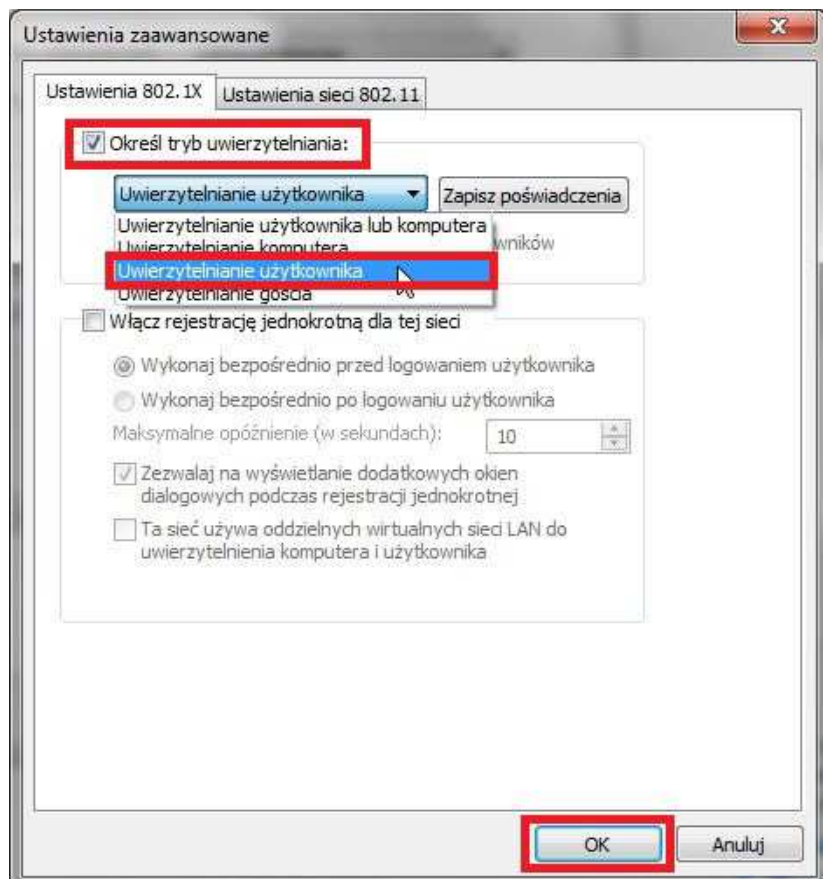 Ustawienia zaawansowane
Ustawienia 802.1X
Ustawienia sieci 802.11
Określ tryb uwierzytelniania:
Uwierzytelnianie użytkownika
Zapisz poświadczenia
Uwierzytelnianie użytkownika lub komputera
Uwierzytelnianie komputera
Uwierzytelnianie użytkownika
Uwierzytelnianie gościa
Włącz rejestrację jednokrotną dla tej sieci
Wykonaj bezpośrednio przed logowaniem użytkownika
Wykonaj bezpośrednio po logowaniu użytkownika
Maksymalne opóźnienie (w sekundach):
10
Zezwalaj na wyświetlanie dodatkowych okien
dialogowych podczas rejestracji jednokrotnej
Ta sieć używa oddzielnych wirtualnych sieci LAN do
uwierzytelnienia komputera i użytkownika
OK
Anuluj